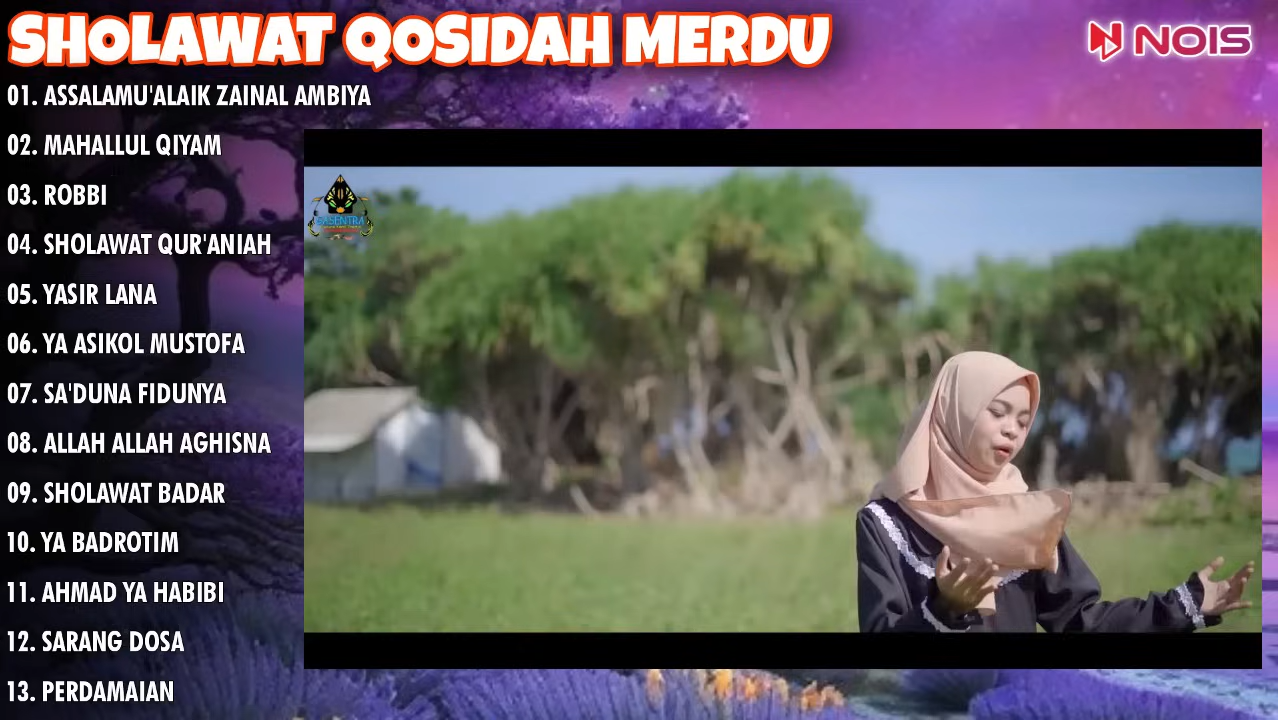 SHOLAWAT QOSIDAH MERDU
NOIS
01. ASSALAMU'ALAIK ZAINAL AMBIYA
02. MAHALLUL QIYAM
03. ROBBI
04. SHOLAWAT QUR'ANIAH
05. YASIR LANA
06. YA ASIKOL MUSTOFA
07. SA'DUNA FIDUNYA
08. ALLAH ALLAH AGHISNA
09. SHOLAWAT BADAR
10. YA BADROTIM
11. AHMAD YA HABIBI
12. SARANG DOSA
13. PERDAMAIAN